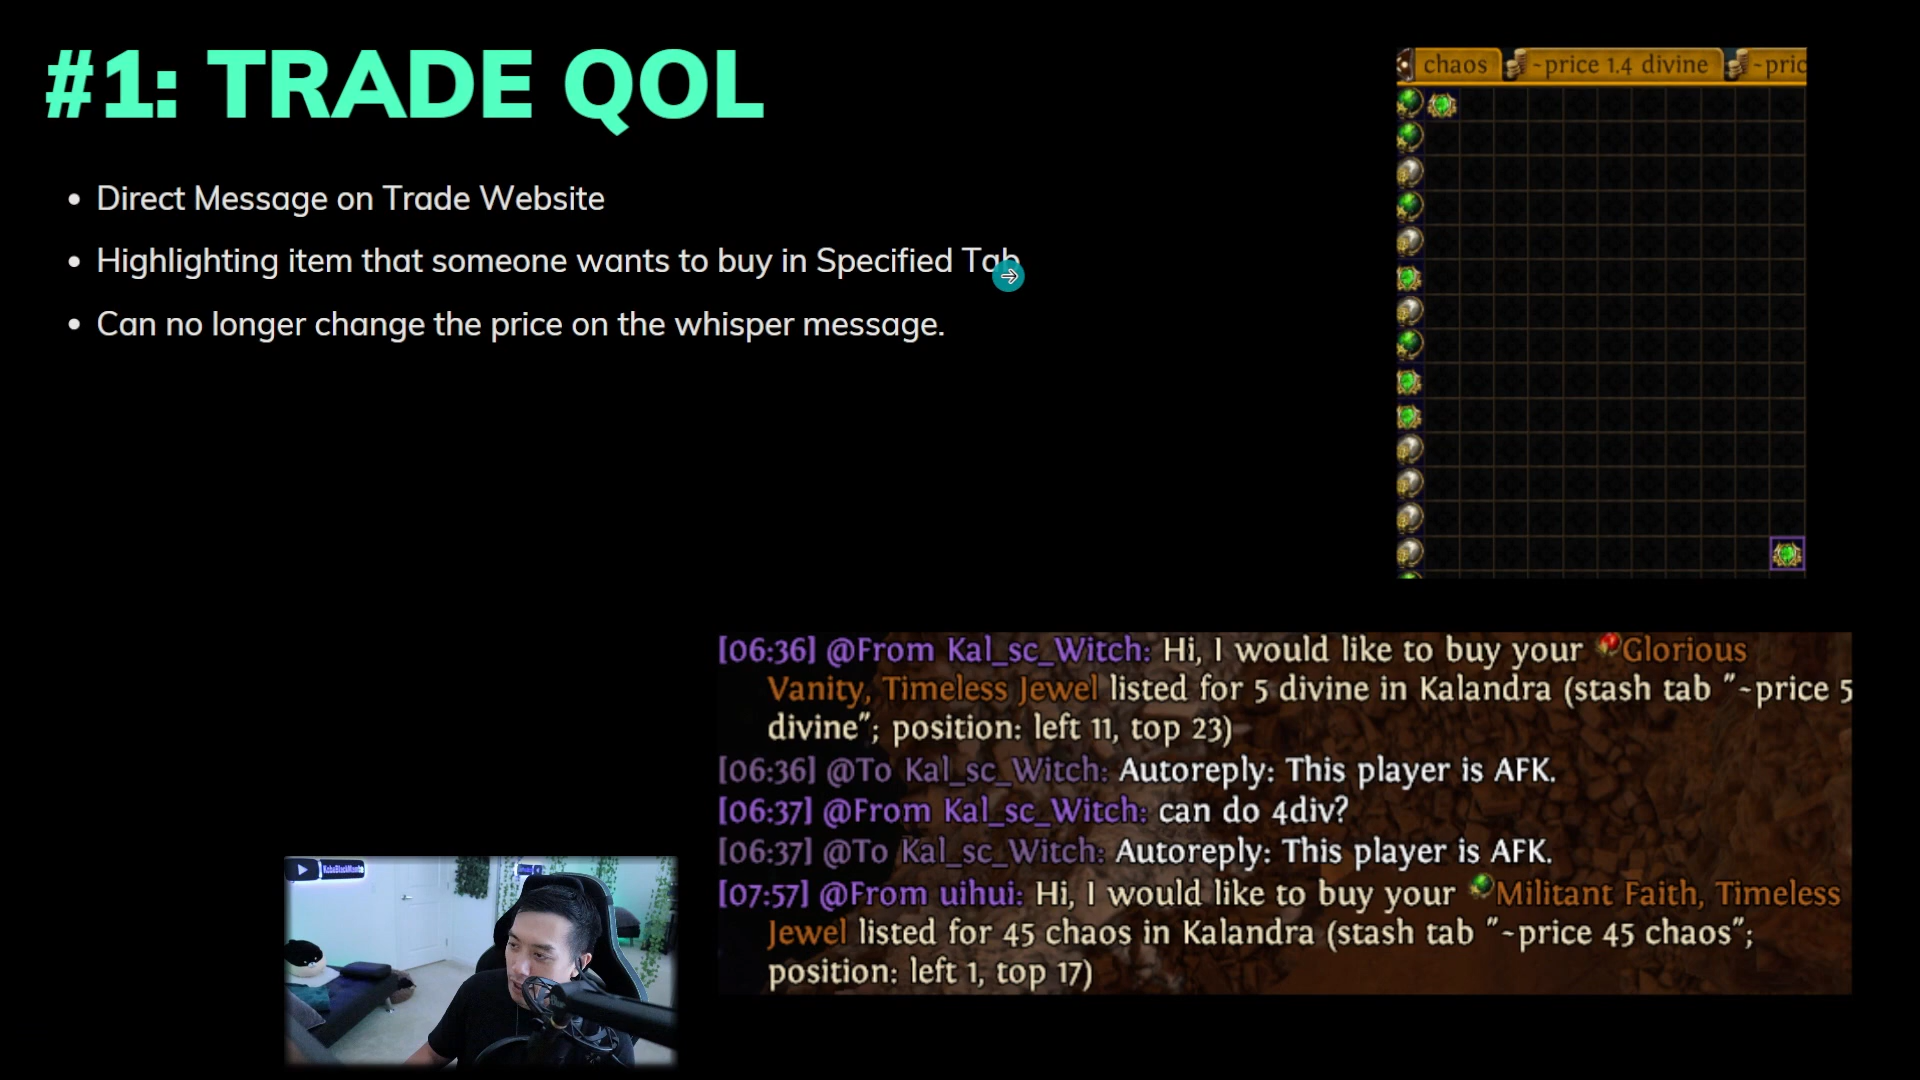 #1: TRADE QOL
Direct Message on Trade Website
Highlighting item that someone wants to buy in Specified Tab
Can no longer change the price on the whisper message.
chaos
~price 1.4 divine
~pric
[06:36] @From Kal_sc_Witch: Hi, I would like to buy your Glorious
Vanity, Timeless Jewel listed for 5 divine in Kalandra (stash tab "~price 5
divine"; position: left 11, top 23)
[06:36] @To Kal_sc_Witch: Autoreply: This player is AFK.
[06:37] @From Kal_sc_Witch: can do 4div?
[06:37] @To Kal_sc_Witch: Autoreply: This player is AFK.
[07:57] @From uihui: Hi, I would like to buy your Militant Faith, Timeless
Jewel listed for 45 chaos in Kalandra (stash tab "~price 45 chaos";
position: left 1, top 17)